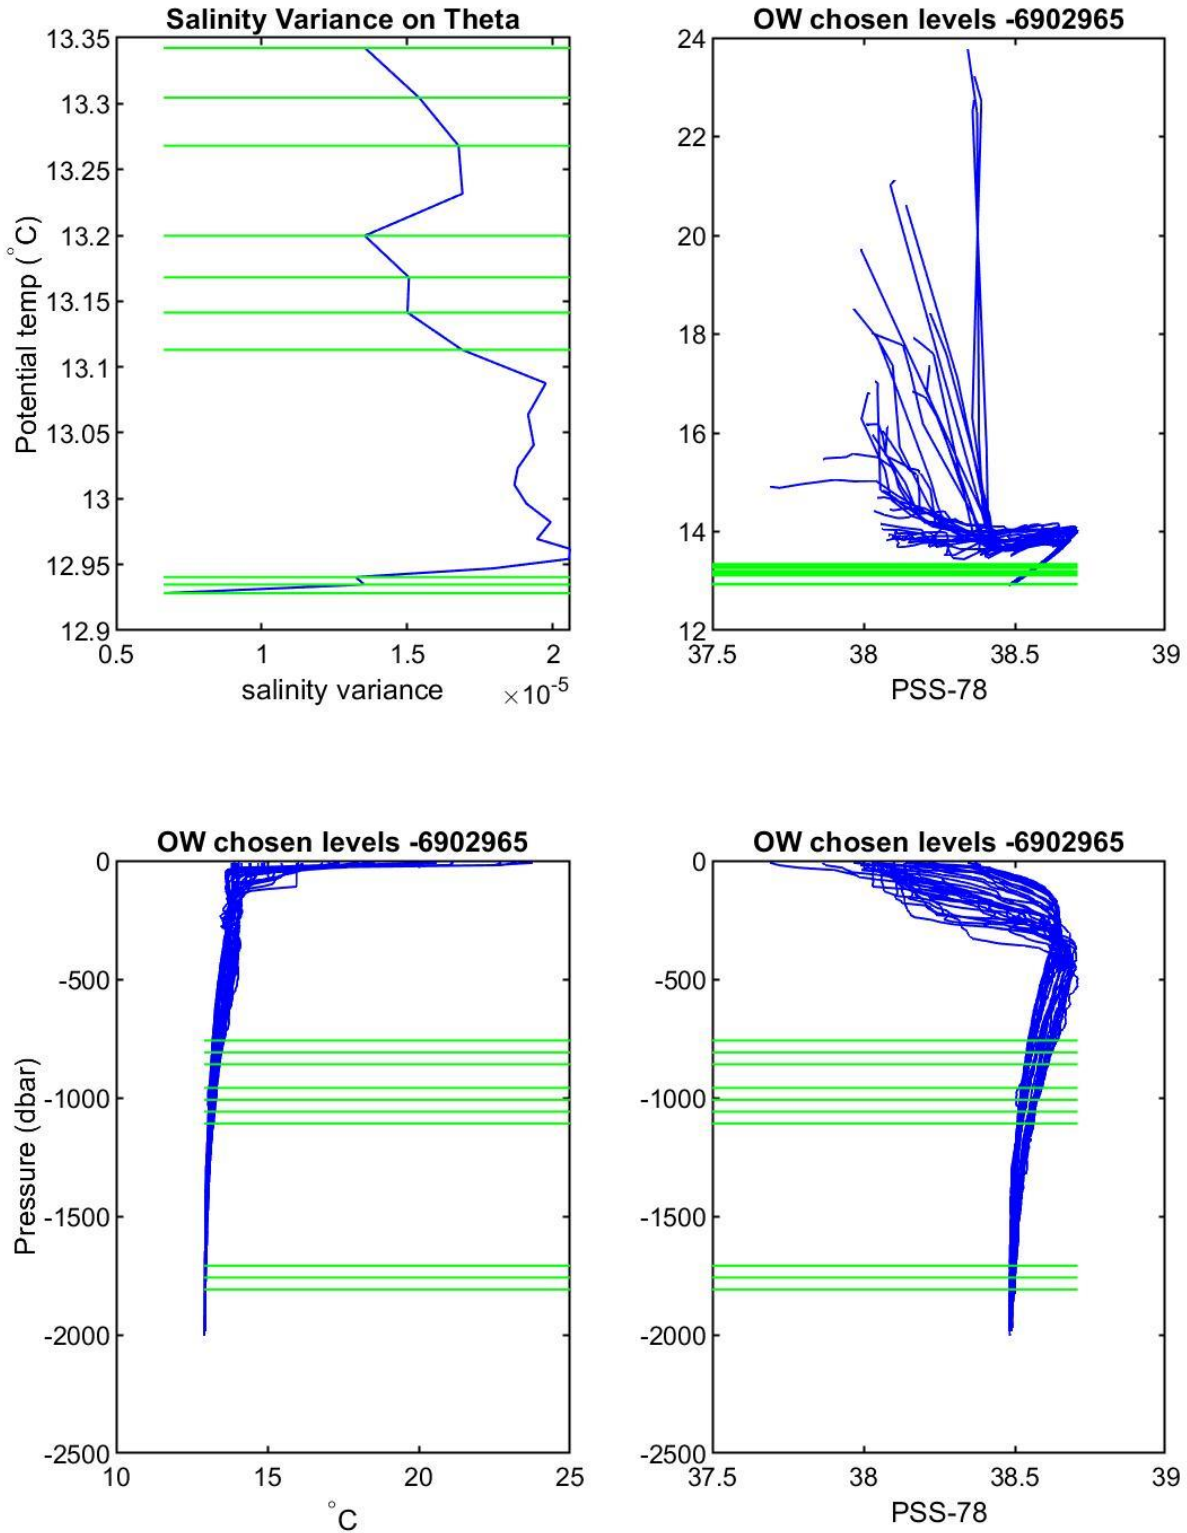 Salinity Variance on Theta
13.35
13.3
13.25
13.2
13.15
13.1
13.05
13
12.95
12.9
Potential temp (°C)
0.5 1 1.5 2
salinity variance ×10-5
OW chosen levels -6902965
24
22
20
18
16
14
12
37.5 38 38.5 39
PSS-78
OW chosen levels -6902965
0
-500
-1000
-1500
-2000
-2500
Pressure (dbar)
10 15 20 25
°C
OW chosen levels -6902965
0
-500
-1000
-1500
-2000
-2500
37.5 38 38.5 39
PSS-78